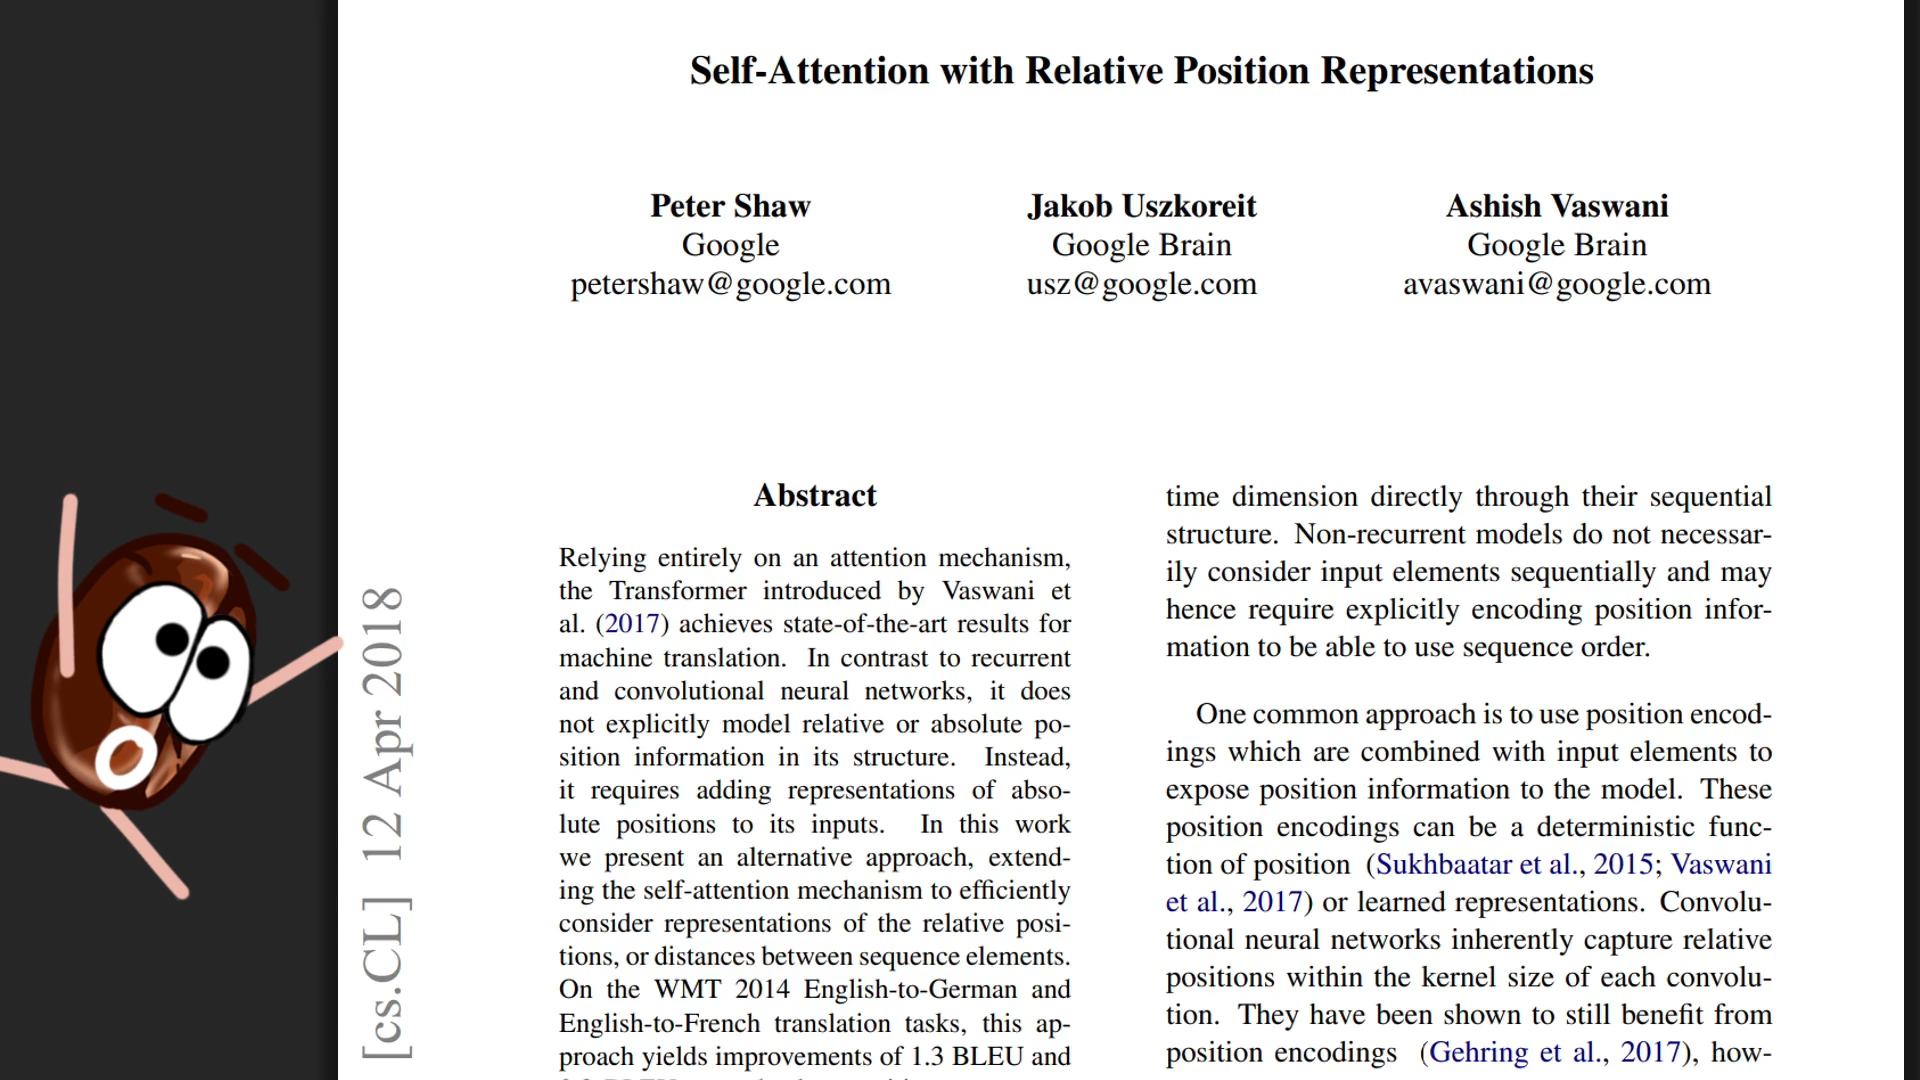 Self-Attention with Relative Position Representations
Peter Shaw
Google
petershaw@google.com
Jakob Uszkoreit
Google Brain
usz@google.com
Ashish Vaswani
Google Brain
avaswani@google.com
[cs.CL] 12 Apr 2018
Abstract
Relying entirely on an attention mechanism,
the Transformer introduced by Vaswani et
al. (2017) achieves state-of-the-art results for
machine translation. In contrast to recurrent
and convolutional neural networks, it does
not explicitly model relative or absolute po-
sition information in its structure. Instead,
it requires adding representations of abso-
lute positions to its inputs. In this work
we present an alternative approach, extend-
ing the self-attention mechanism to efficiently
consider representations of the relative posi-
tions, or distances between sequence elements.
On the WMT 2014 English-to-German and
English-to-French translation tasks, this ap-
proach yields improvements of 1.3 BLEU and
time dimension directly through their sequential
structure. Non-recurrent models do not necessar-
ily consider input elements sequentially and may
hence require explicitly encoding position infor-
mation to be able to use sequence order.
One common approach is to use position encod-
ings which are combined with input elements to
expose position information to the model. These
position encodings can be a deterministic func-
tion of position (Sukhbaatar et al., 2015; Vaswani
et al., 2017) or learned representations. Convolu-
tional neural networks inherently capture relative
positions within the kernel size of each convolu-
tion. They have been shown to still benefit from
position encodings (Gehring et al., 2017), how-